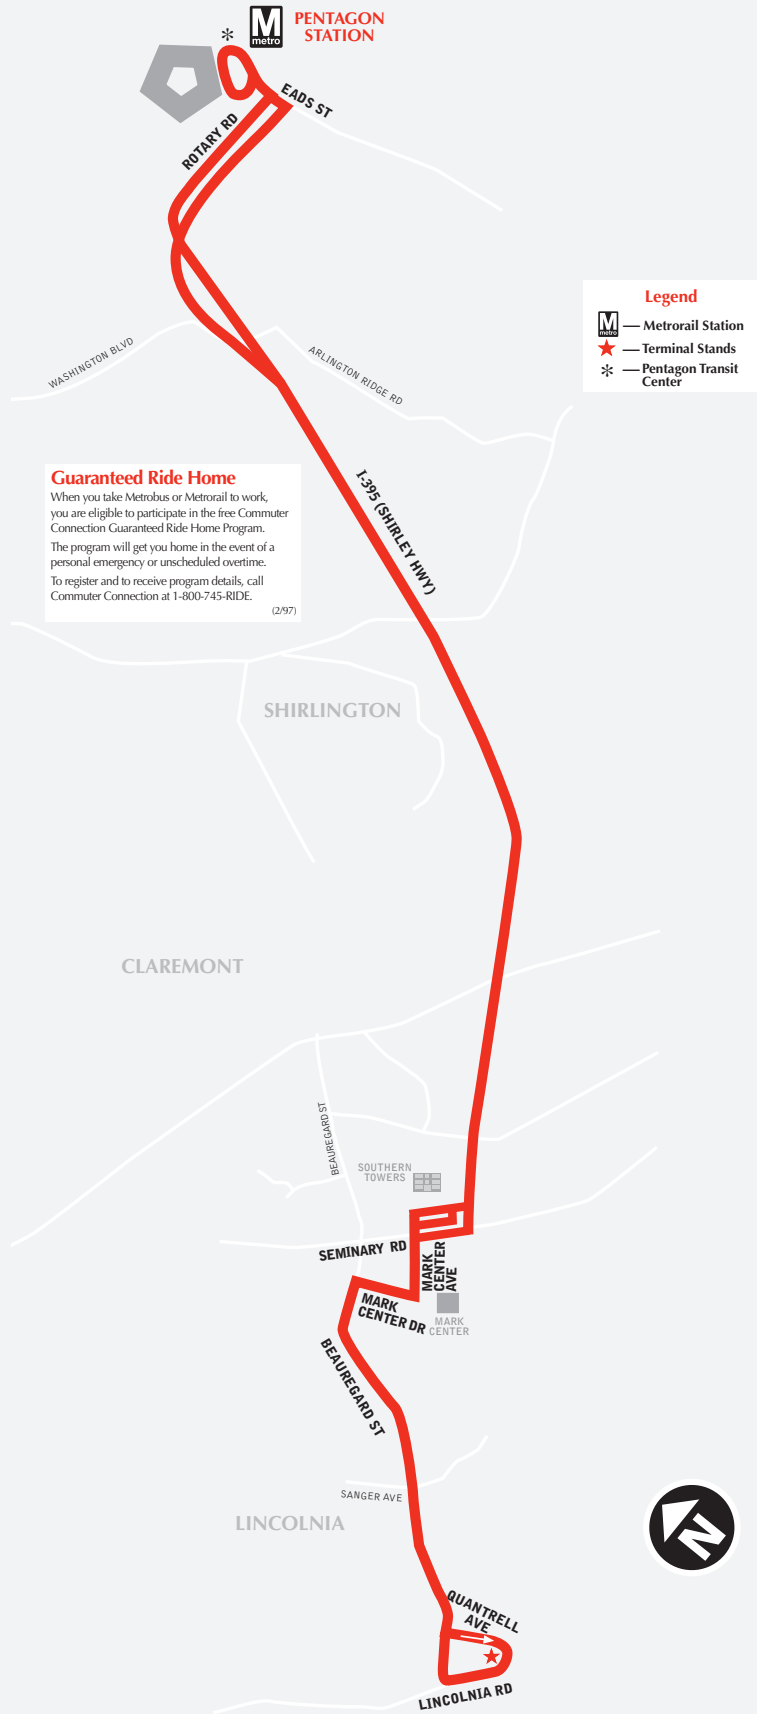 M
metro
PENTAGON
STATION
*
EADS ST
ROTARY RD
Legend
M
metro
— Metrorail Station
— Terminal Stands
* — Pentagon Transit
Center
WASHINGTON BLVD
ARLINGTON RIDGE RD
Guaranteed Ride Home
When you take Metrobus or Metrorail to work,
you are eligible to participate in the free Commuter
Connection Guaranteed Ride Home Program.
The program will get you home in the event of a
personal emergency or unscheduled overtime.
To register and to receive program details, call
Commuter Connection at 1-800-745-RIDE.
(2/97)
I-395 (SHIRLEY HWY)
SHIRLINGTON
CLAREMONT
BEAUREGARD ST
SOUTHERN
TOWERS
SEMINARY RD
MARK
CENTER
AVE
MARK
CENTER DR
MARK
CENTER
BEAUREGARD ST
SANGER AVE
LINCOLNIA
N
QUANTRELL
AVE
LINCOLNIA RD